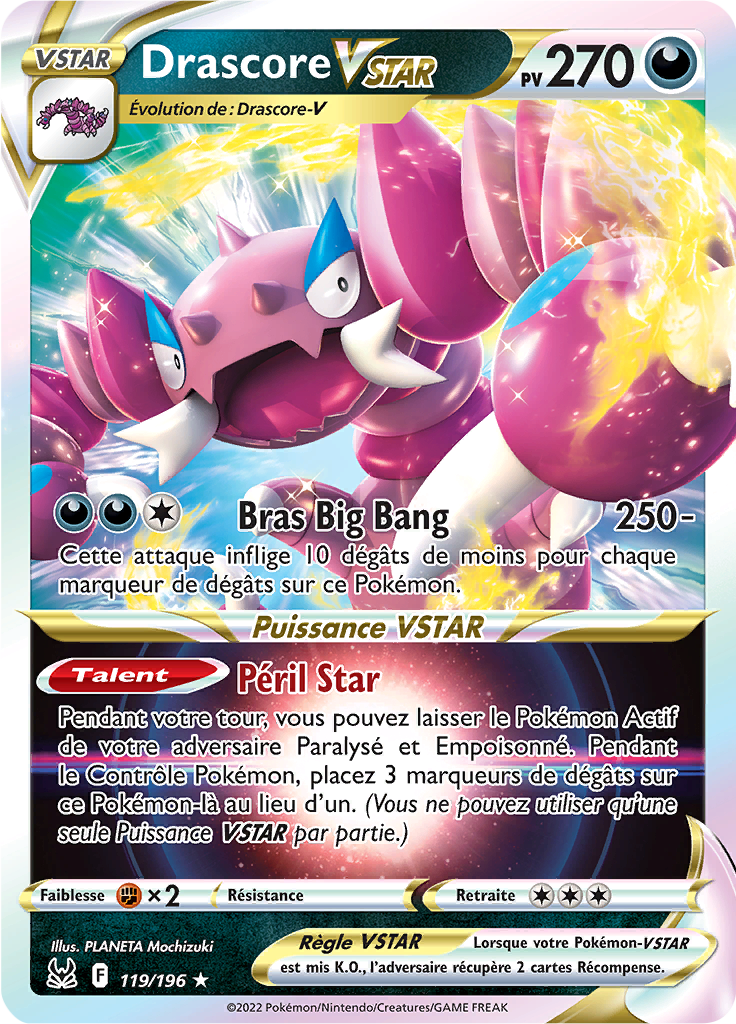 VSTAR
Drascore VSTAR
PV 270
Évolution de : Drascore-V
Bras Big Bang 250-
Cette attaque inflige 10 dégâts de moins pour chaque
marqueur de dégâts sur ce Pokémon.
Puissance VSTAR
Talent Péril Star
Pendant votre tour, vous pouvez laisser le Pokémon Actif
de votre adversaire Paralysé et Empoisonné. Pendant
le Contrôle Pokémon, placez 3 marqueurs de dégâts sur
ce Pokémon-là au lieu d'un. (Vous ne pouvez utiliser qu'une
seule Puissance VSTAR par partie.)
Faiblesse ×2 Résistance Retraite
Illus. PLANETA Mochizuki
Règle VSTAR Lorsque votre Pokémon-VSTAR
est mis K.O., l'adversaire récupère 2 cartes Récompense.
F 119/196 ★
©2022 Pokémon/Nintendo/Creatures/GAME FREAK